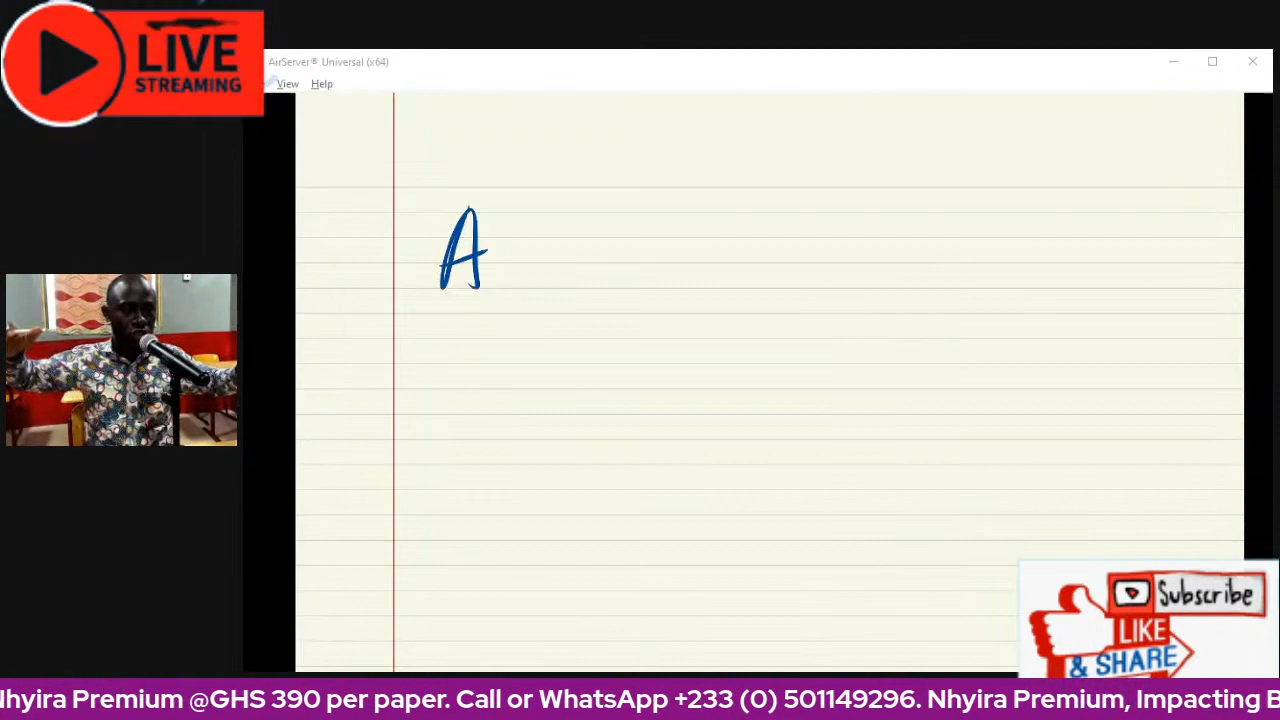 LIVE
STREAMING
AirServer® Universal (x64)
View Help
A
Subscribe
LIKE
& SHARE
Nhyira Premium @GHS 390 per paper. Call or WhatsApp +233 (0) 501149296. Nhyira Premium, Impacting B